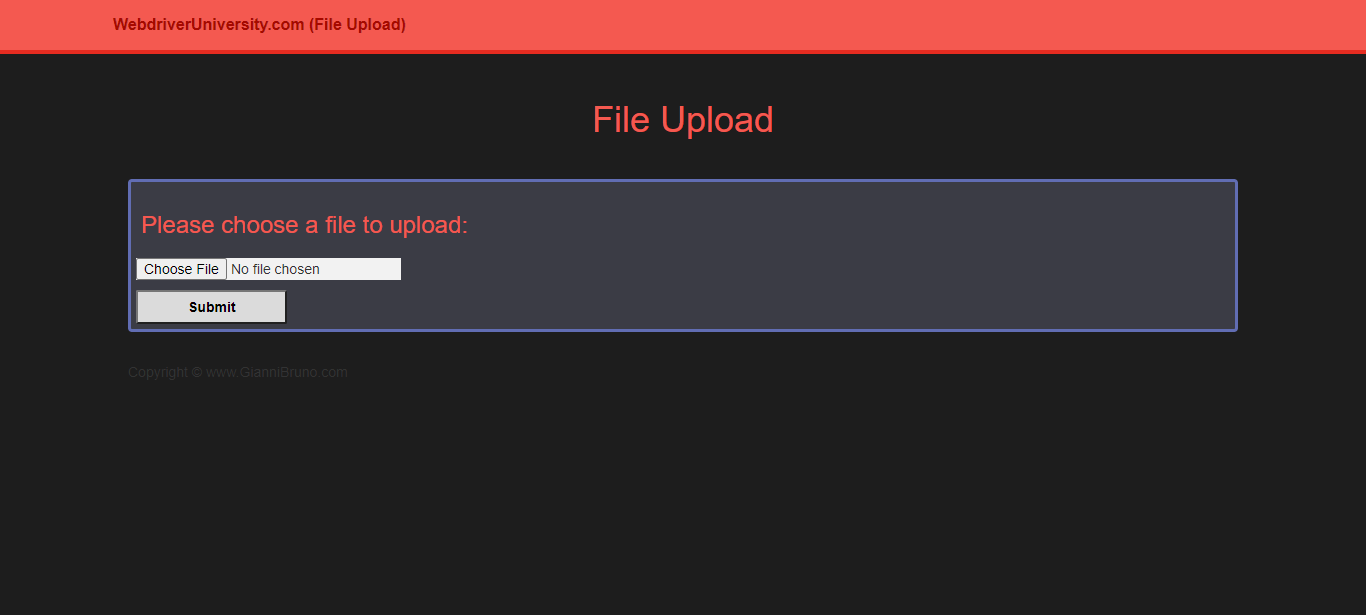 WebdriverUniversity.com (File Upload)
File Upload
Please choose a file to upload:
Choose File No file chosen
Submit
Copyright © www.GianniBruno.com